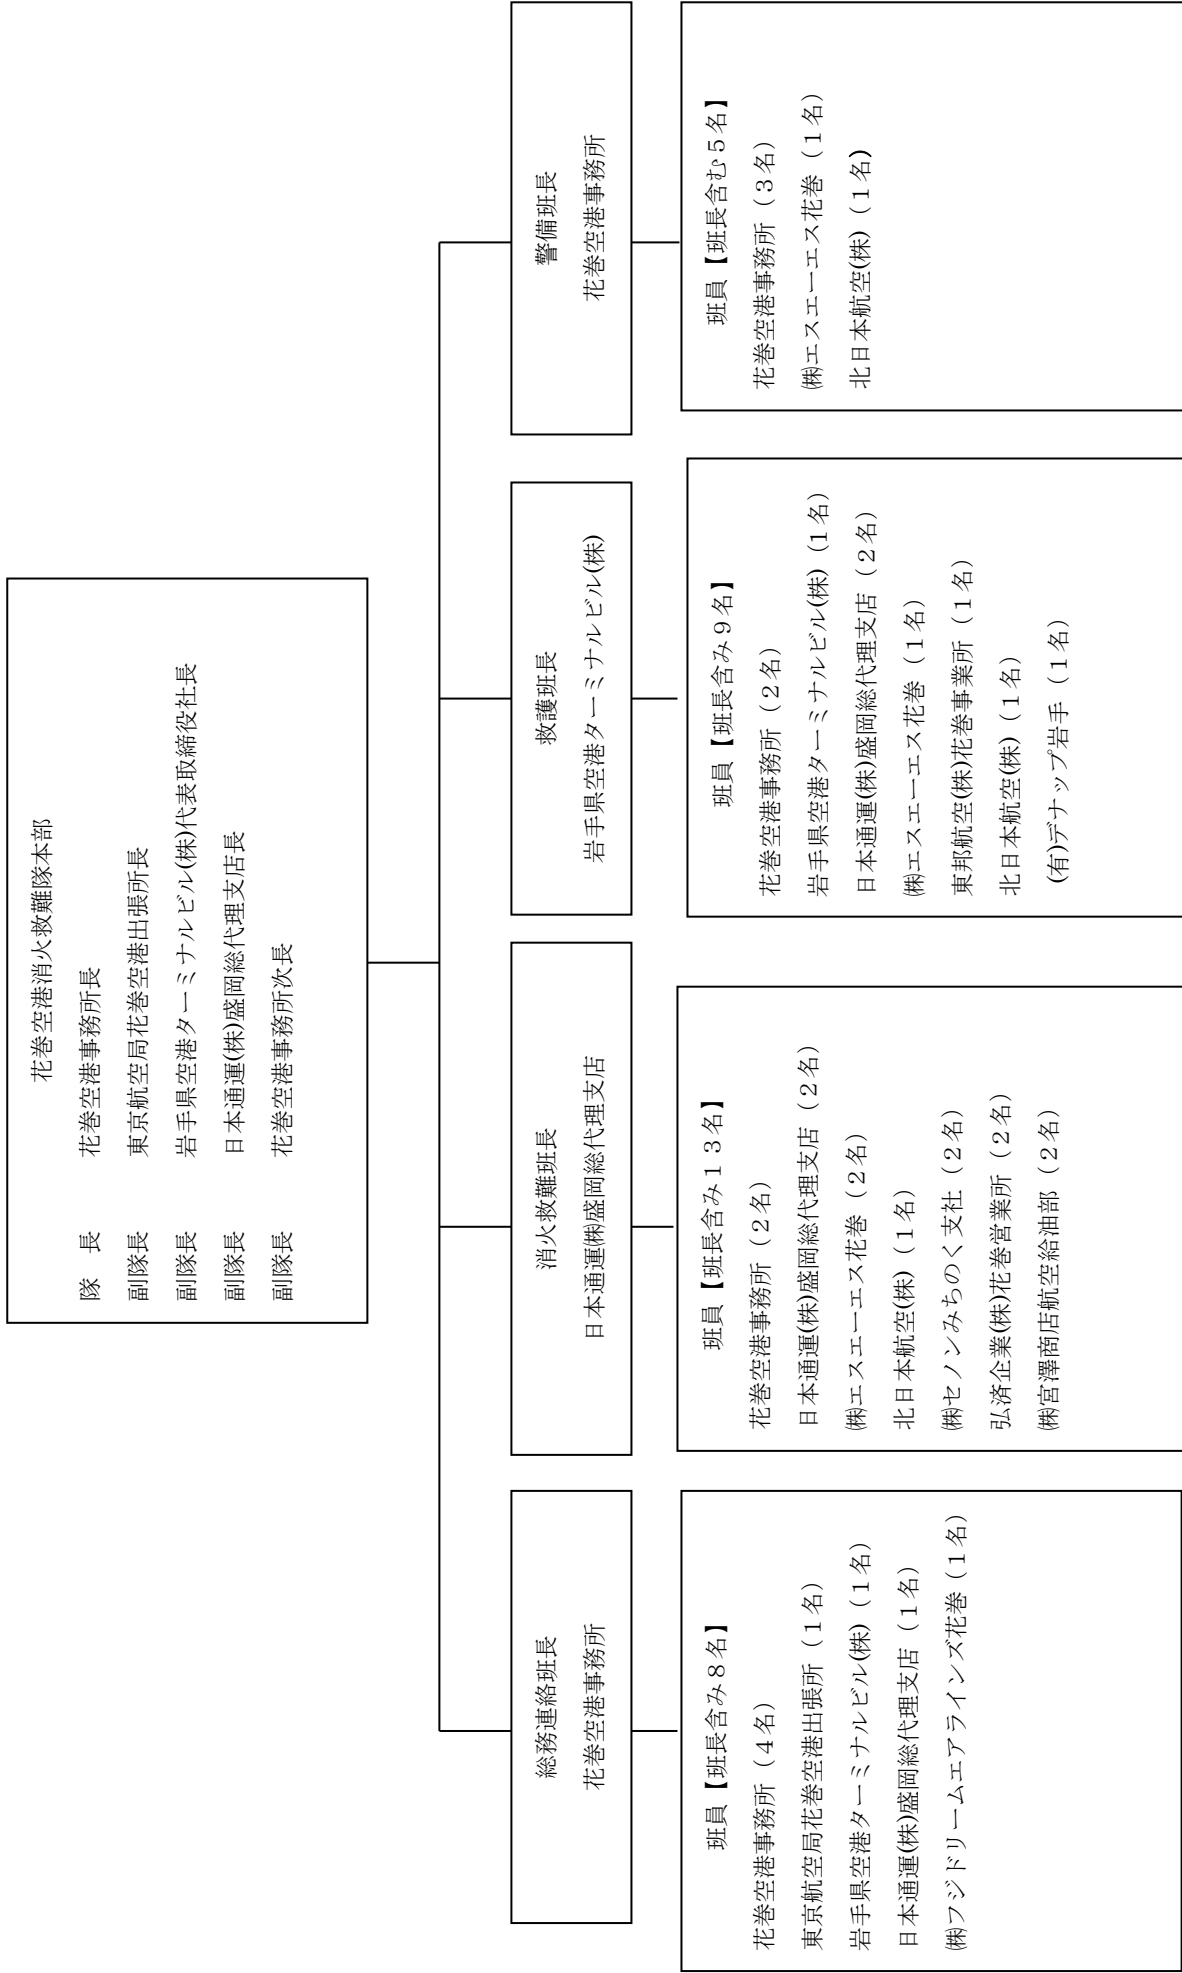 花巻空港消火救難隊本部
隊　長　　花巻空港事務所長
副隊長　　東京航空局花巻空港出張所長
副隊長　　岩手県空港ターミナルビル(株)代表取締役社長
副隊長　　日本通運(株)盛岡総代理支店長
副隊長　　花巻空港事務所次長
総務連絡班長
花巻空港事務所
班員【班長含み８名】
花巻空港事務所（４名）
東京航空局花巻空港出張所（１名）
岩手県空港ターミナルビル(株)（１名）
日本通運(株)盛岡総代理支店（１名）
㈱フジドリームエアラインズ花巻（１名）
消火救難班長
日本通運㈱盛岡総代理支店
班員【班長含み１３名】
花巻空港事務所（２名）
日本通運(株)盛岡総代理支店（２名）
㈱エスエーエス花巻（２名）
北日本航空(株)（１名）
㈱セノンみちのく支社（２名）
弘済企業(株)花巻営業所（２名）
㈱宮澤商店航空給油部（２名）
救護班長
岩手県空港ターミナルビル(株)
班員【班長含み９名】
花巻空港事務所（２名）
岩手県空港ターミナルビル(株)（１名）
日本通運(株)盛岡総代理支店（２名）
㈱エスエーエス花巻（１名）
東邦航空(株)花巻事業所（１名）
北日本航空(株)（１名）
(有)デナップ岩手（１名）
警備班長
花巻空港事務所
班員【班長含む５名】
花巻空港事務所（３名）
㈱エスエーエス花巻（１名）
北日本航空(株)（１名）